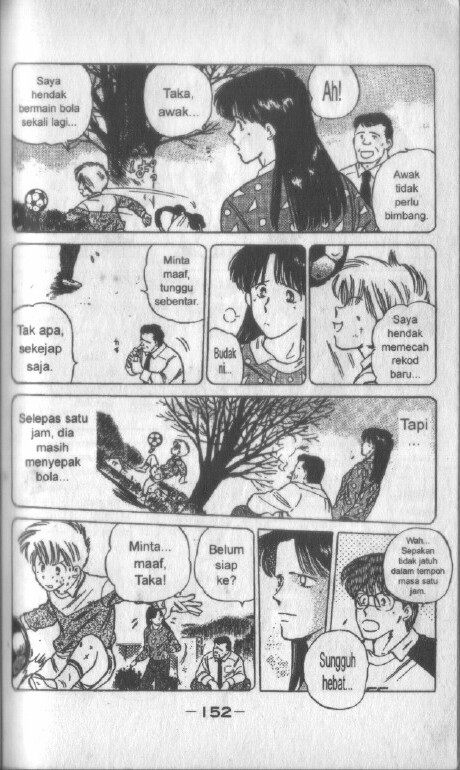 Saya
hendak
bermain bola
sekali lagi...
Taka,
awak...
Ah!
Awak
tidak
perlu
bimbang.
Minta
maaf,
tunggu
sebentar.
Tak apa,
sekejap
saja.
Budak
ni...
Saya
hendak
memecah
rekod
baru...
Selepas satu
jam, dia
masih
menyepak
bola...
Tapi
...
Minta...
maaf,
Taka!
Belum
siap
ke?
Wah...
Sepakan
tidak jatuh
dalam tempoh
masa satu
jam.
Sungguh
hebat...
—152—